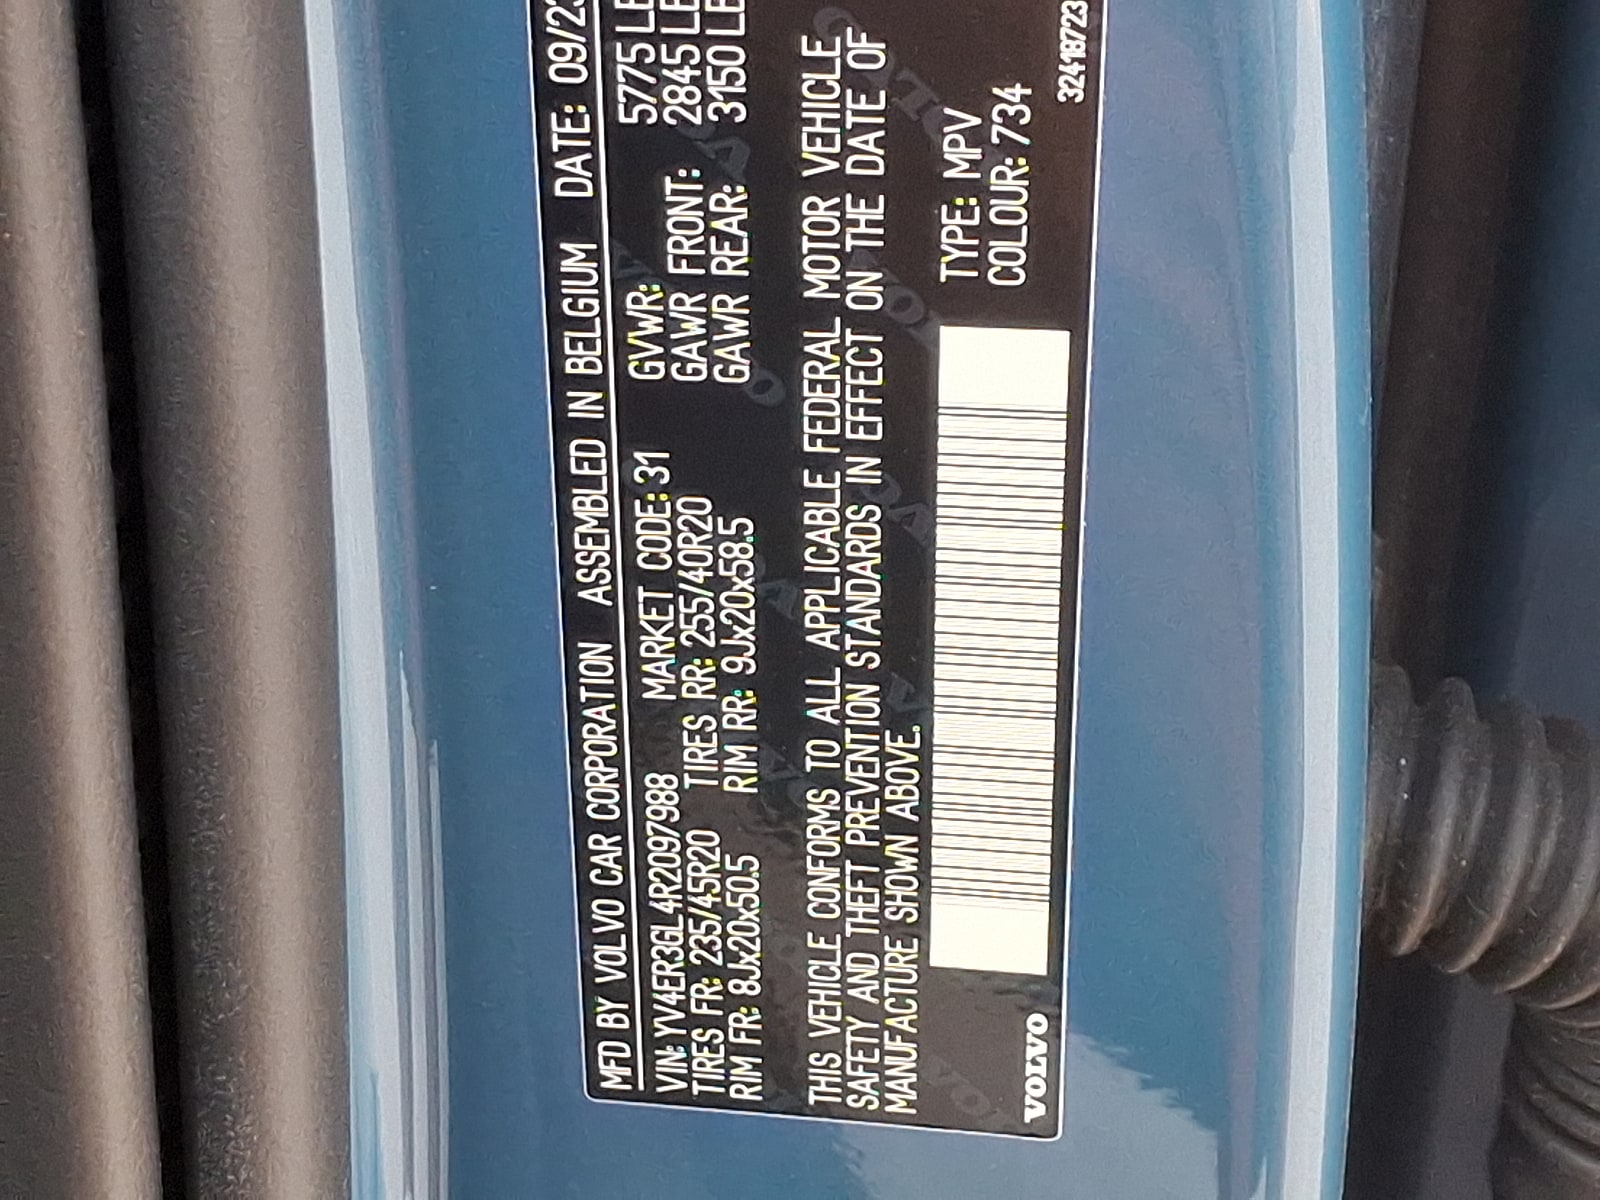 MFD BY VOLVO CAR CORPORATION ASSEMBLED IN BELGIUM DATE: 09/23
VIN: YV4ER3GL4R2097988 MARKET CODE: 31 GVWR: 5775 LB
TIRES FR: 235/45R20 TIRES RR: 255/40R20 GAWR FRONT: 2845 LB
RIM FR: 8Jx20x50.5 RIM RR: 9Jx20x58.5 GAWR REAR: 3150 LB
THIS VEHICLE CONFORMS TO ALL APPLICABLE FEDERAL MOTOR VEHICLE
SAFETY AND THEFT PREVENTION STANDARDS IN EFFECT ON THE DATE OF
MANUFACTURE SHOWN ABOVE.
TYPE: MPV
COLOUR: 734
VOLVO
32418723